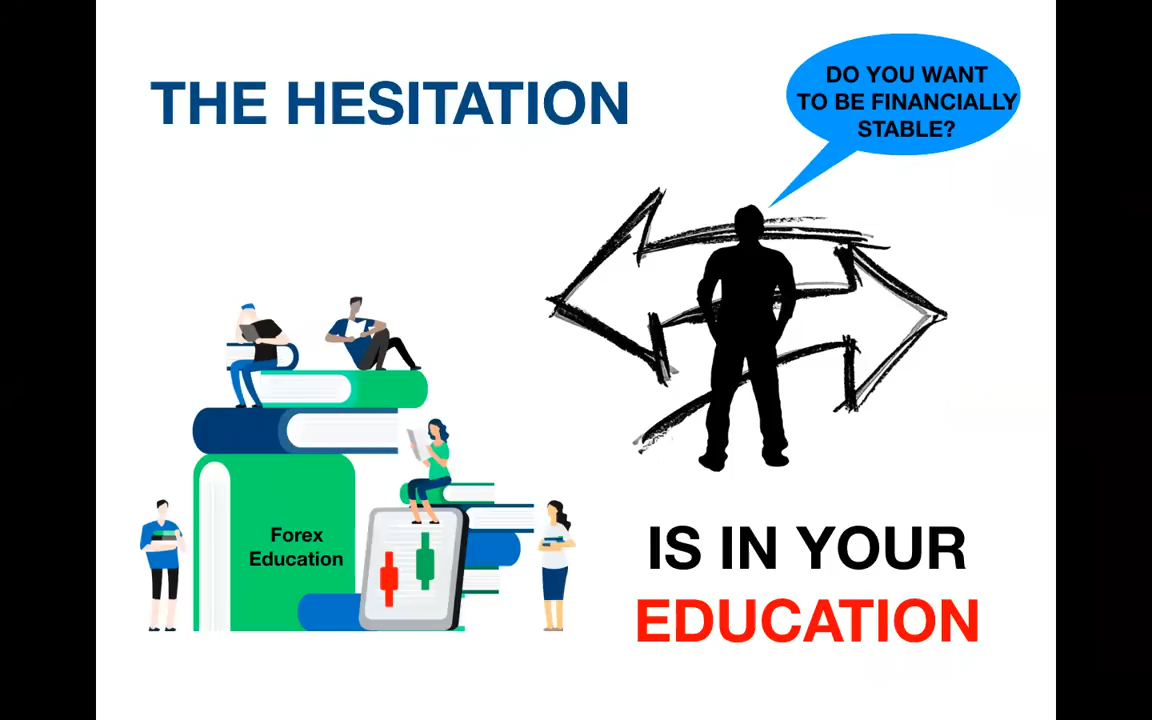 THE HESITATION
DO YOU WANT
TO BE FINANCIALLY
STABLE?
Forex
Education
IS IN YOUR
EDUCATION